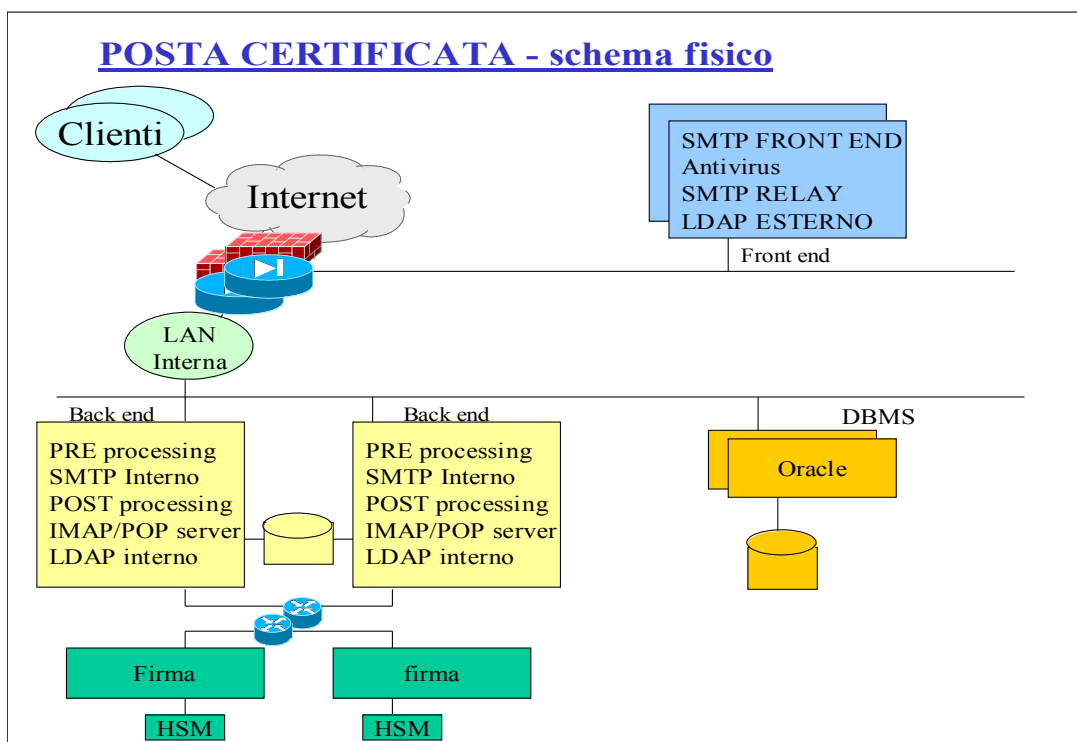 POSTA CERTIFICATA - schema fisico
Clienti
Internet
SMTP FRONT END
Antivirus
SMTP RELAY
LDAP ESTERNO
Front end
LAN
Interna
Back end
PRE processing
SMTP Interno
POST processing
IMAP/POP server
LDAP interno
Back end
PRE processing
SMTP Interno
POST processing
IMAP/POP server
LDAP interno
DBMS
Oracle
Firma
firma
HSM
HSM